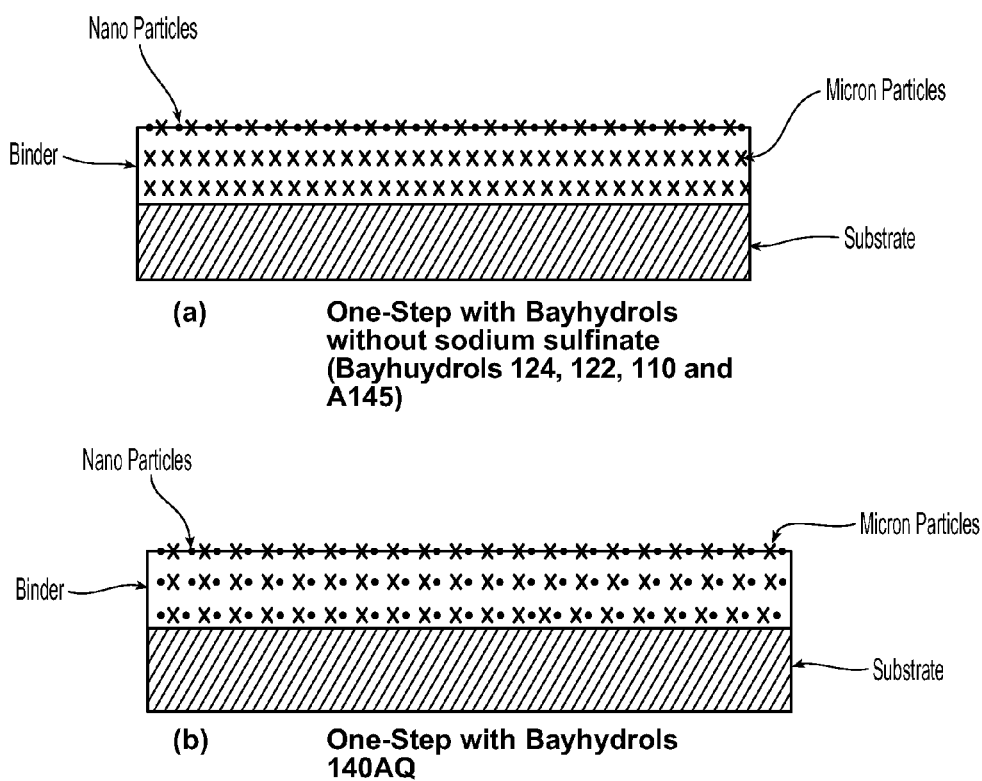 Nano Particles
Micron Particles
Binder
Substrate
(a) One-Step with Bayhydrols
without sodium sulfinate
(Bayhuydrols 124, 122, 110 and
A145)
Nano Particles
Micron Particles
Binder
Substrate
(b) One-Step with Bayhydrols
140AQ